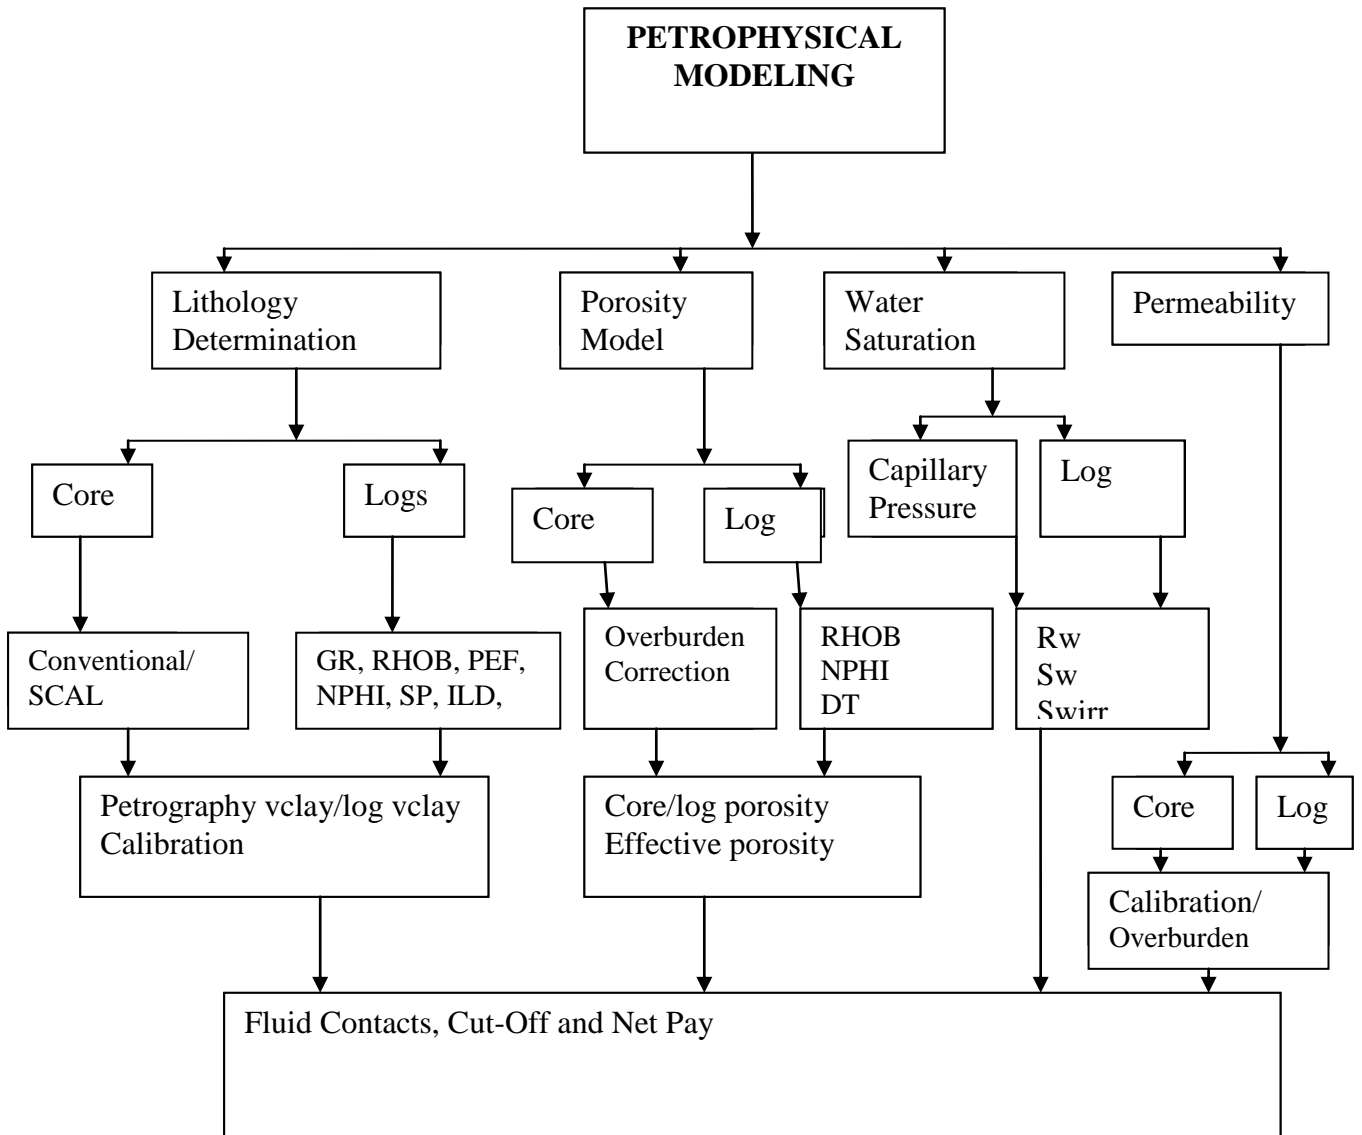 PETROPHYSICAL
MODELING
Lithology
Determination
Porosity
Model
Water
Saturation
Permeability
Core
Logs
Core
Log
Capillary
Pressure
Log
Conventional/
SCAL
GR, RHOB, PEF,
NPHI, SP, ILD,
Overburden
Correction
RHOB
NPHI
DT
Rw
Sw
Swirr
Core
Log
Petrography vclay/log vclay
Calibration
Core/log porosity
Effective porosity
Calibration/
Overburden
Fluid Contacts, Cut-Off and Net Pay